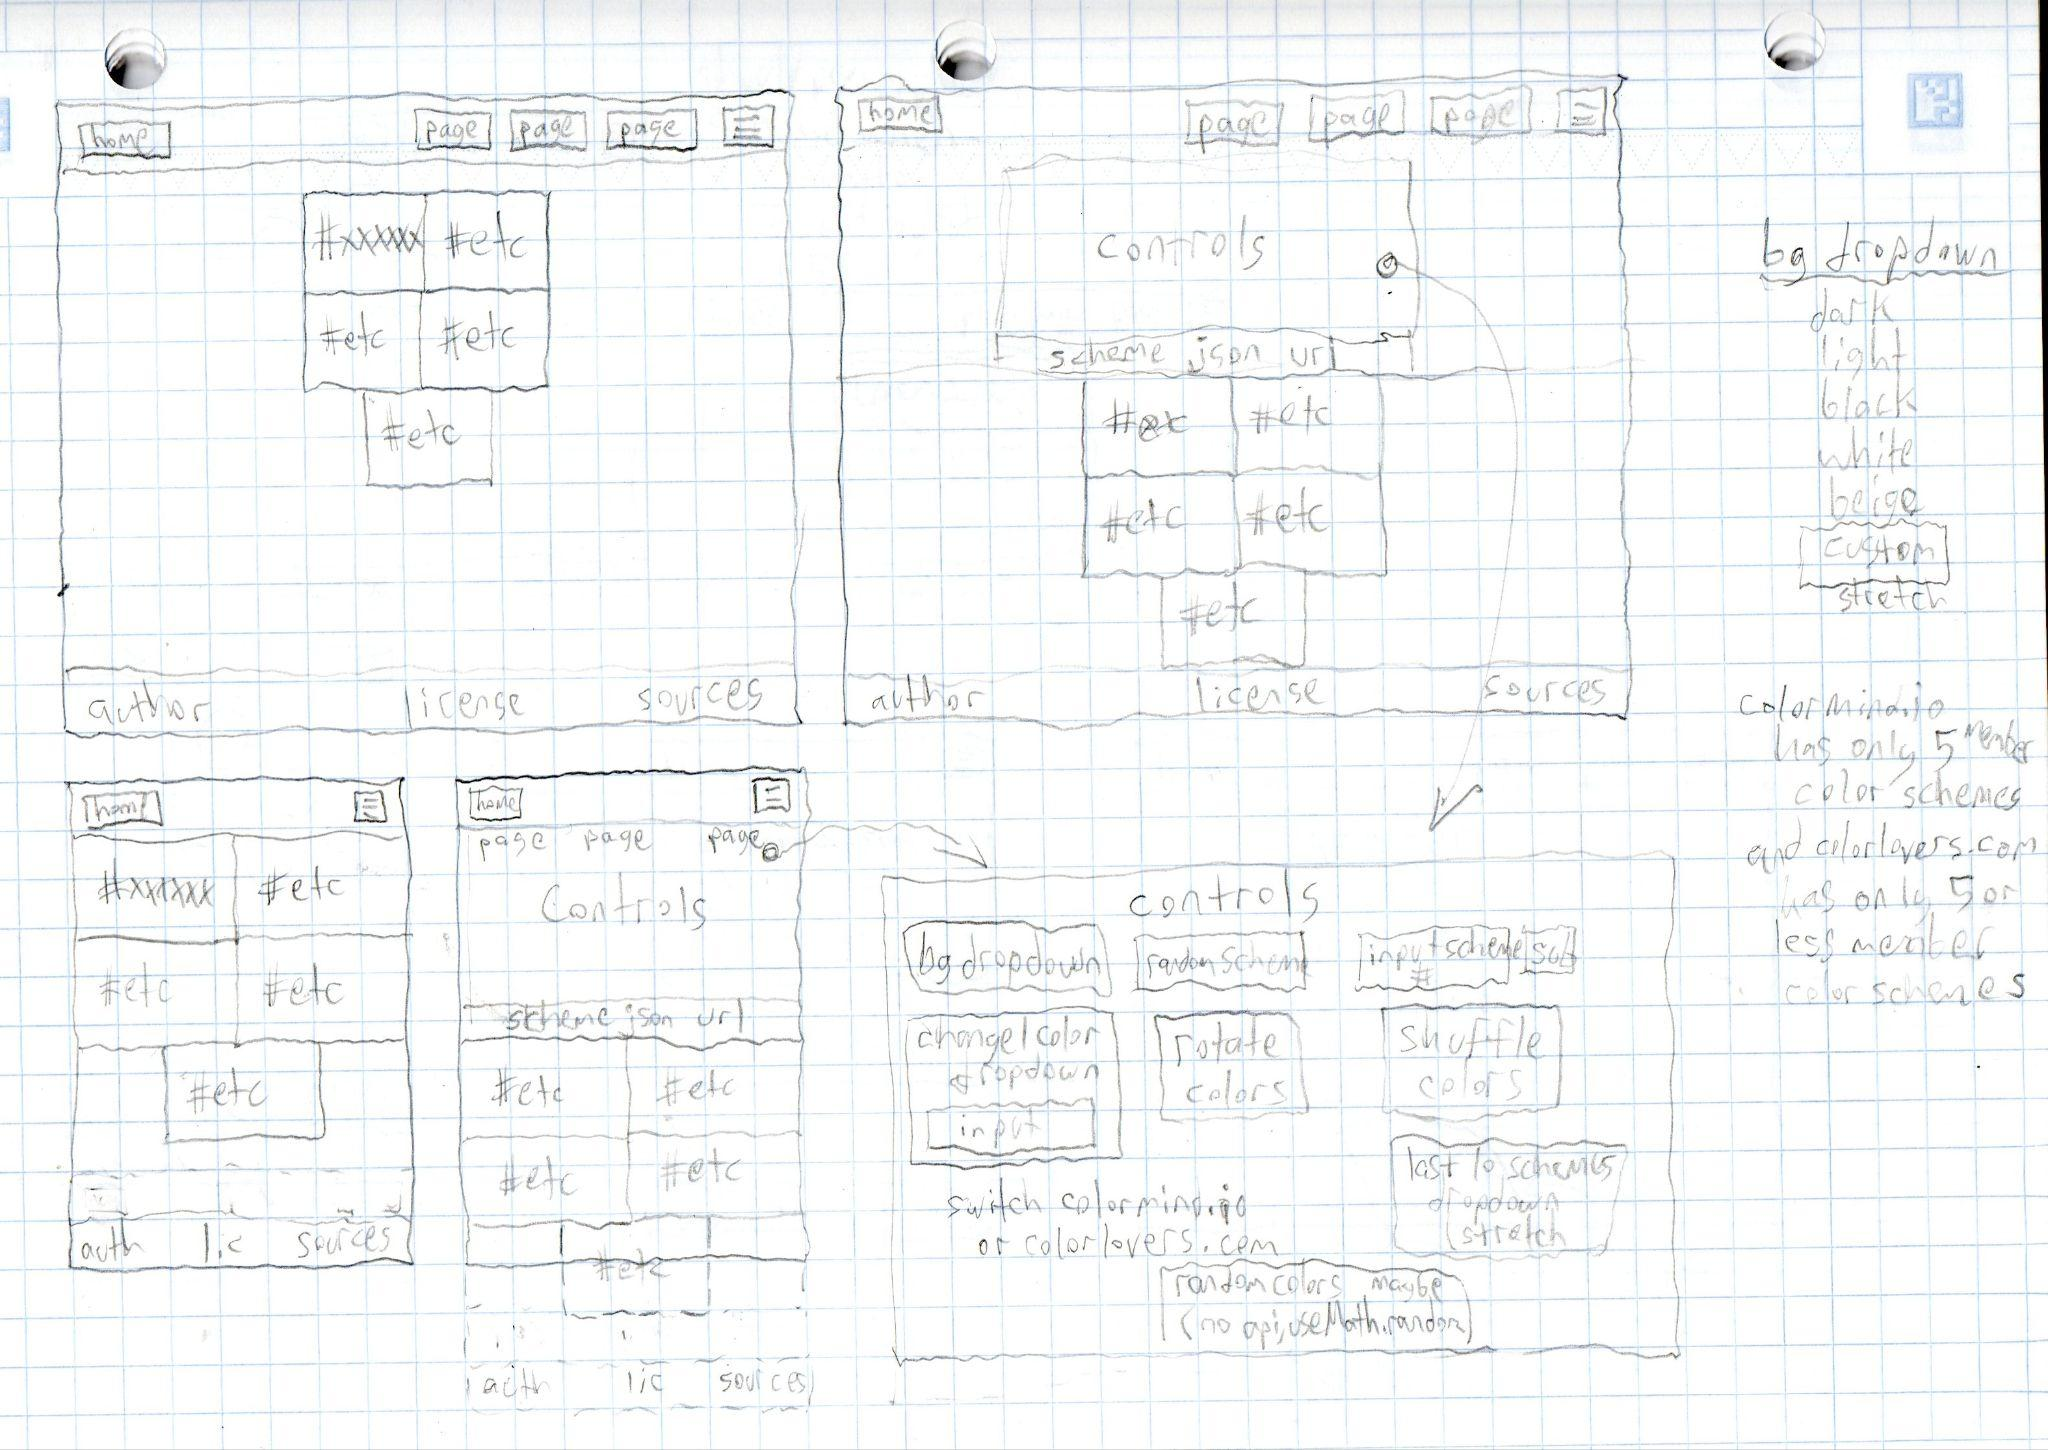 home
page page page
#xxxxxx #etc
#etc #etc
#etc
author license sources
home
page page page
controls
scheme json url
#etc
#etc #etc
#etc
author license sources
bg dropdown
dark
light
black
white
beige
custom
stretch
colormind.io
has only 5 member
color schemes
and colorlovers.com
has only 5 or
less member
color schemes
home
#xxxxxx #etc
#etc #etc
#etc
auth lic sources
home
page page page
Controls
scheme json url
#etc #etc
#etc #etc
#etc
auth lic sources
controls
bg dropdown
random scheme
input scheme
#
change 1 color
dropdown
input
rotate
colors
shuffle
colors
last 10 schemes
dropdown
stretch
switch colormind.io
or colorlovers.com
random colors maybe
(no api, use Math.random)